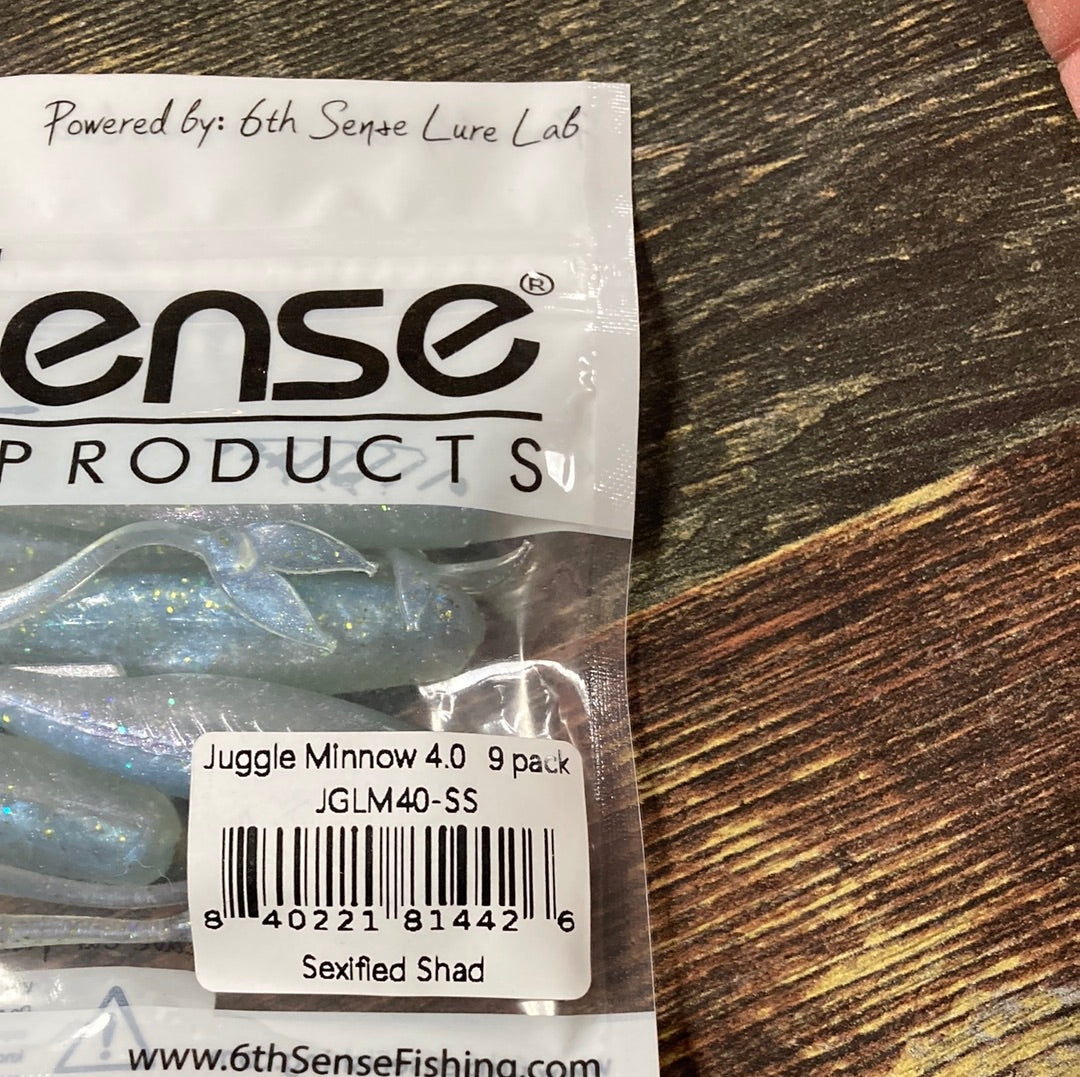 Powered by: 6th Sense Lure Lab
ense®
PRODUCTS
Juggle Minnow 4.0 9 pack
JGLM40-SS
8 40221 81442 6
Sexified Shad
www.6thSenseFishing.com